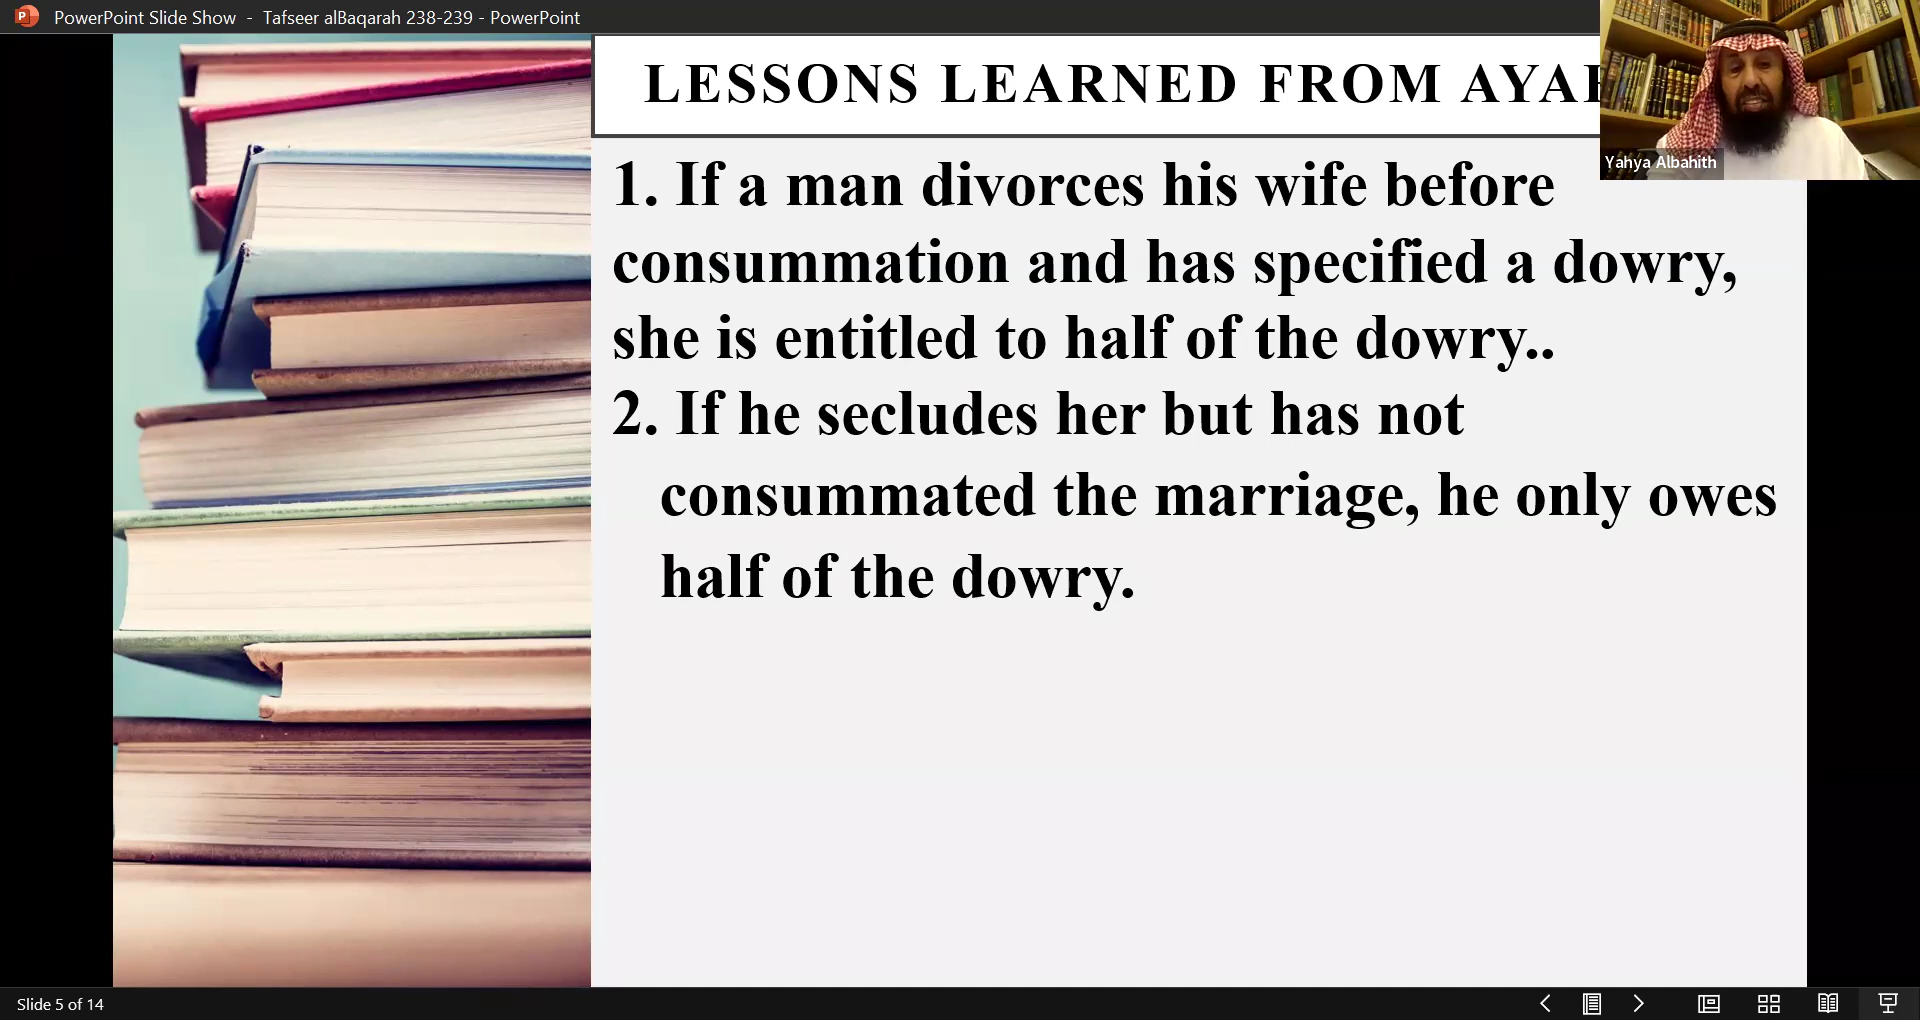 PowerPoint Slide Show - Tafseer alBaqarah 238-239 - PowerPoint
LESSONS LEARNED FROM
Yahya Albahith
1. If a man divorces his wife before
consummation and has specified a dowry,
she is entitled to half of the dowry..
2. If he secludes her but has not
consummated the marriage, he only owes
half of the dowry.
Slide 5 of 14